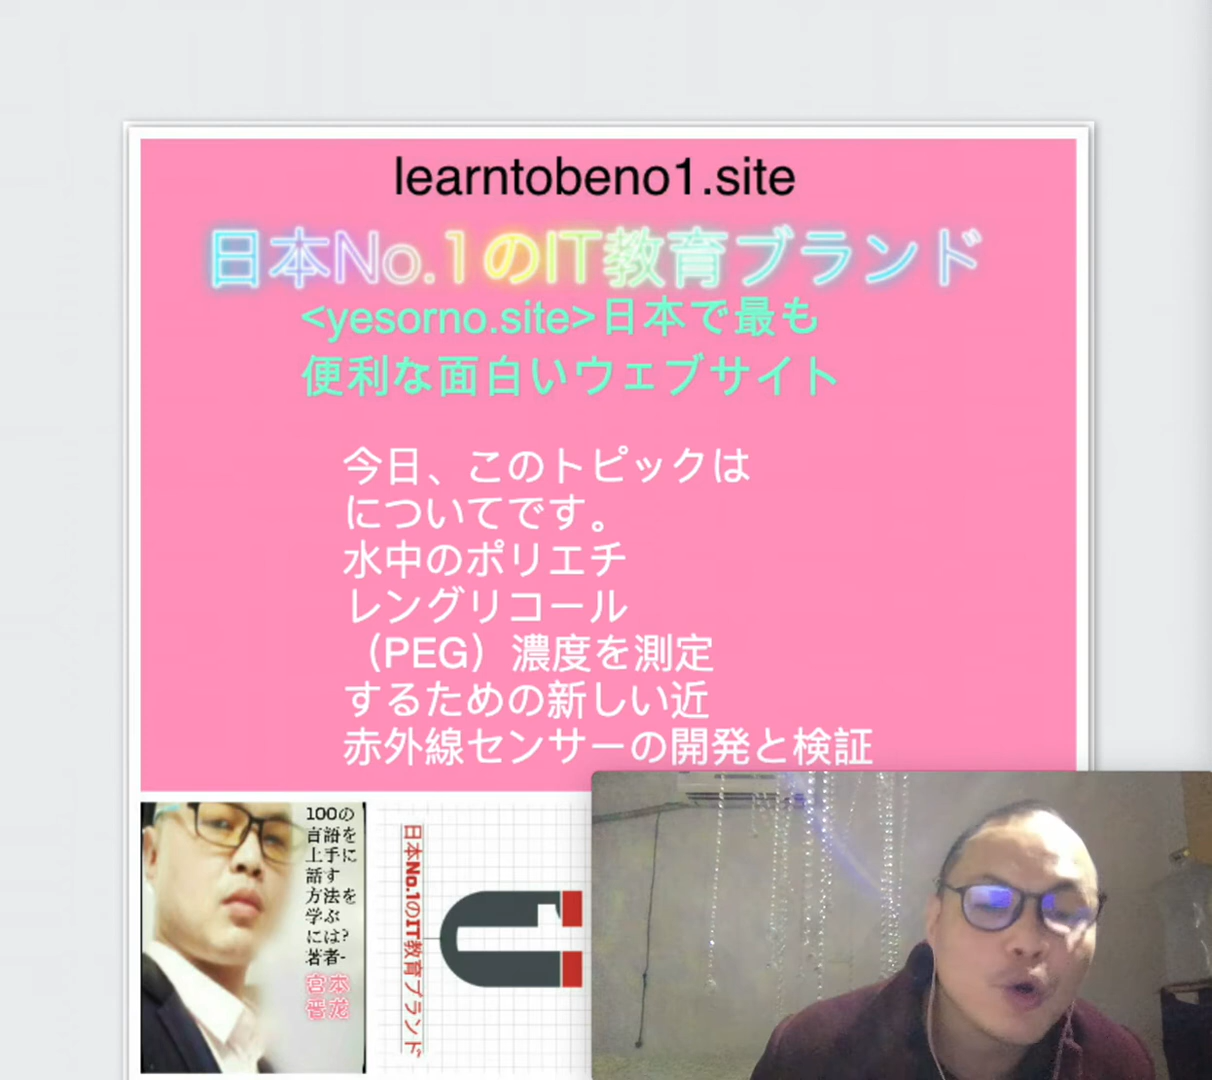 learntobeno1.site
日本No.1のIT教育ブランド
<yesorno.site>日本で最も
便利な面白いウェブサイト
今日、このトピックは
についてです。
水中のポリエチ
レングリコール
（PEG）濃度を測定
するための新しい近
赤外線センサーの開発と検証
100の
言語を
上手に
話す
方法を
学ぶ
には?
著者-
宮本
晋龙
日本No.1のIT教育ブランド